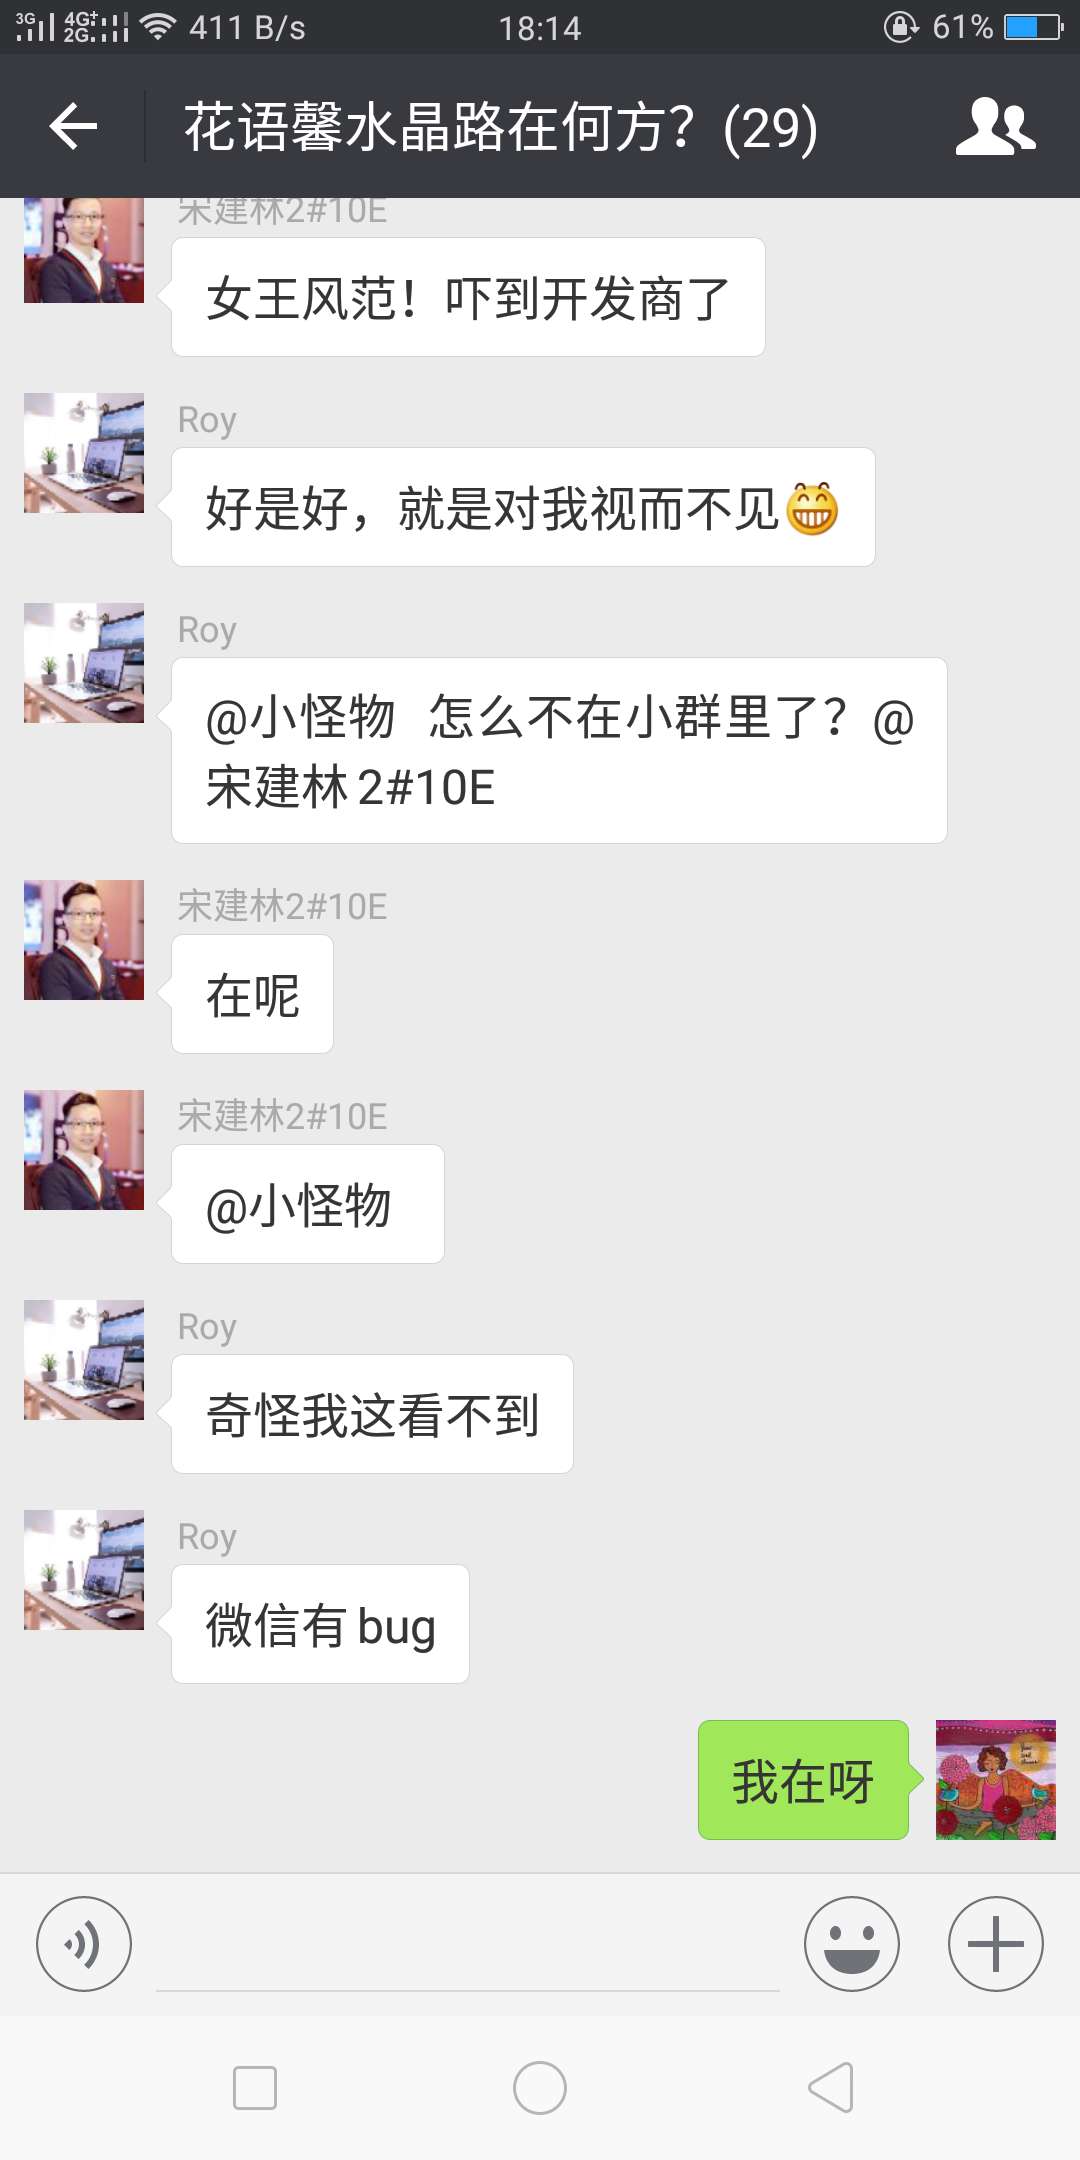 3G 4G+ 2G 411 B/s 18:14 61%
花语馨水晶路在何方？(29)
宋建林2#10E
女王风范！吓到开发商了
Roy
好是好，就是对我视而不见😁
Roy
@小怪物 怎么不在小群里了？@
宋建林2#10E
宋建林2#10E
在呢
宋建林2#10E
@小怪物
Roy
奇怪我这看不到
Roy
微信有bug
我在呀